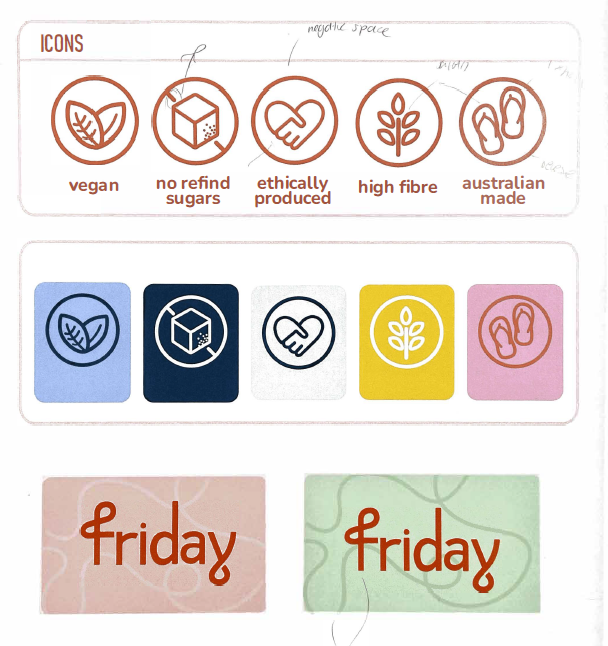 ICONS
negative space
vegan
no refind
sugars
ethically
produced
high fibre
australian
made
friday
friday